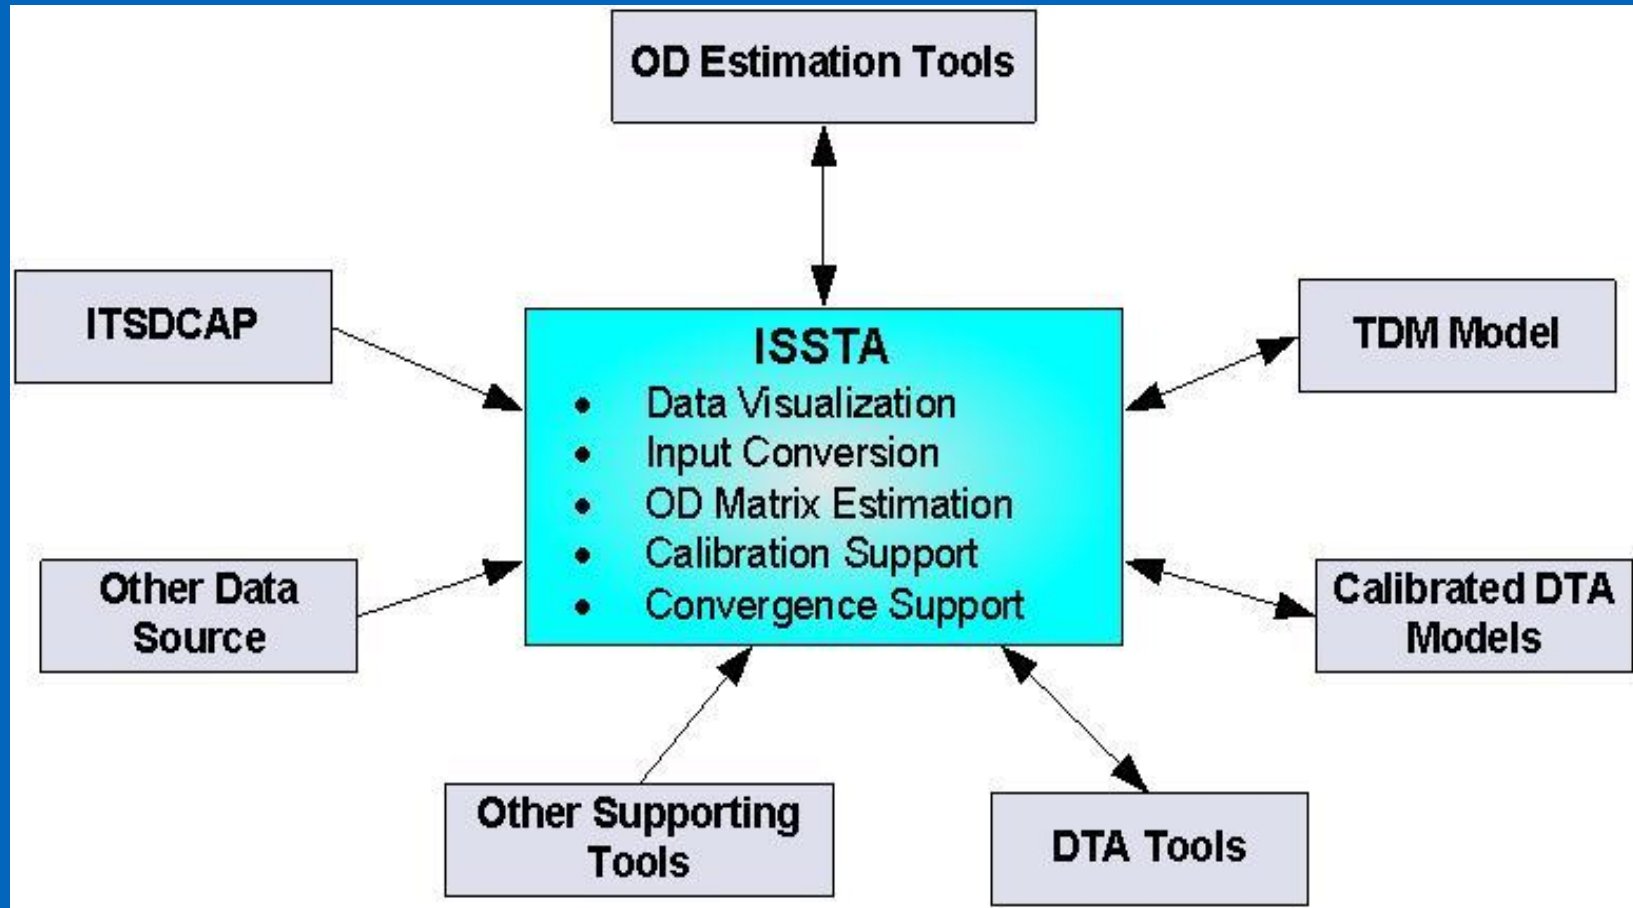 OD Estimation Tools
ITSDCAP
TDM Model
ISSTA
• Data Visualization
• Input Conversion
• OD Matrix Estimation
• Calibration Support
• Convergence Support
Other Data
Source
Calibrated DTA
Models
Other Supporting
Tools
DTA Tools